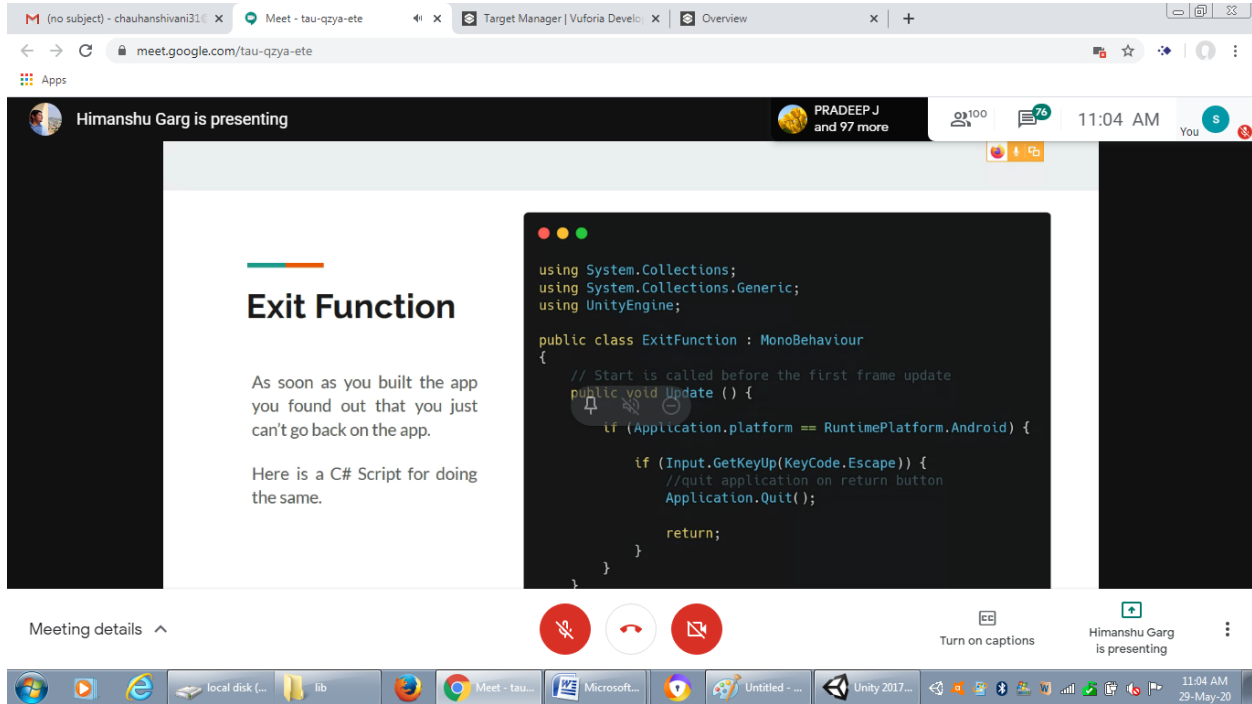 (no subject) - chauhanshivani31@
Meet - tau-qzya-ete
Target Manager | Vuforia Develo
Overview
meet.google.com/tau-qzya-ete
Apps
Himanshu Garg is presenting
PRADEEP J
and 97 more
100
76
11:04 AM
You
S
Exit Function
As soon as you built the app
you found out that you just
can't go back on the app.
Here is a C# Script for doing
the same.
using System.Collections;
using System.Collections.Generic;
using UnityEngine;
public class ExitFunction : MonoBehaviour
{
// Start is called before the first frame update
public void Update () {
if (Application.platform == RuntimePlatform.Android) {
if (Input.GetKeyUp(KeyCode.Escape)) {
//quit application on return button
Application.Quit();
return;
}
}
}
Meeting details
CC
Turn on captions
Himanshu Garg
is presenting
local disk (...
lib
Meet - tau...
Microsoft...
Untitled - ...
Unity 2017...
11:04 AM
29-May-20